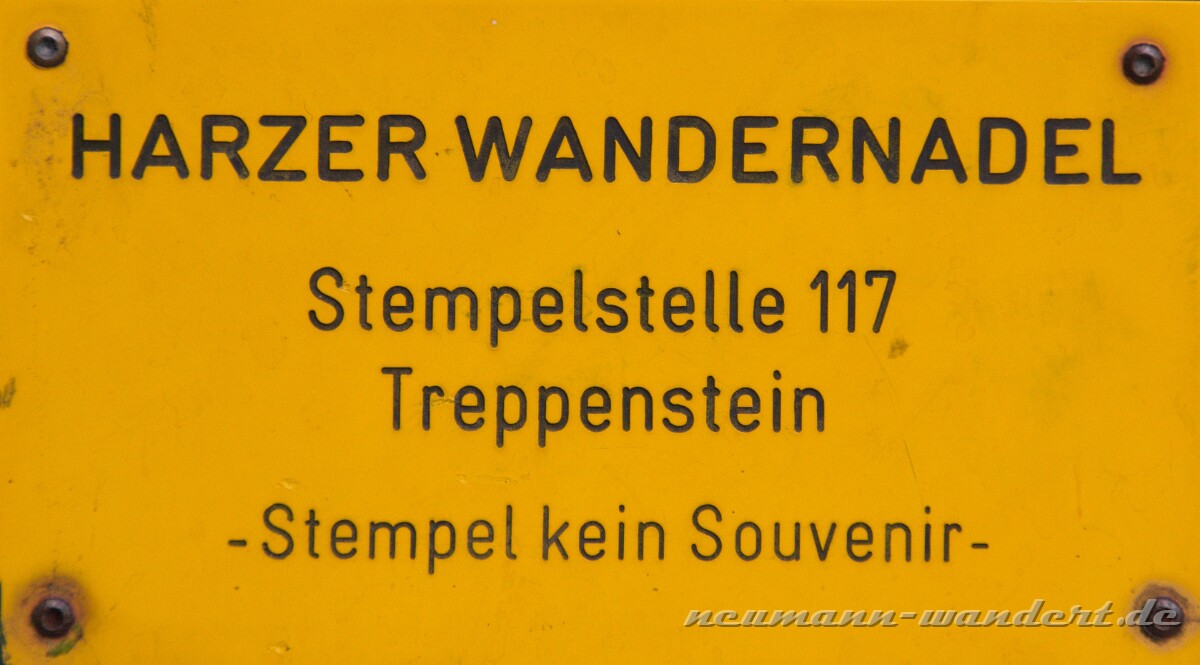 HARZER WANDERNADEL
Stempelstelle 117
Treppenstein
-Stempel kein Souvenir-
neumann-wandert.de